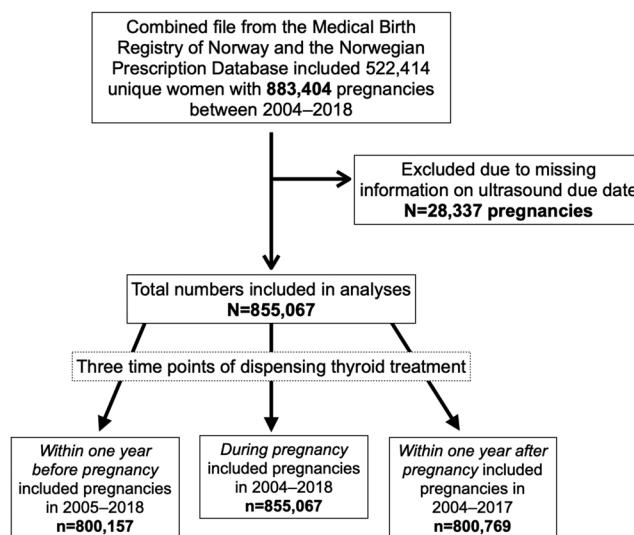 Combined file from the Medical Birth
Registry of Norway and the Norwegian
Prescription Database included 522,414
unique women with 883,404 pregnancies
between 2004–2018
Excluded due to missing
information on ultrasound due date
N=28,337 pregnancies
Total numbers included in analyses
N=855,067
Three time points of dispensing thyroid treatment
Within one year
before pregnancy
included pregnancies
in 2005–2018
n=800,157
During pregnancy
included pregnancies
in 2004–2018
n=855,067
Within one year after
pregnancy included
pregnancies in
2004–2017
n=800,769